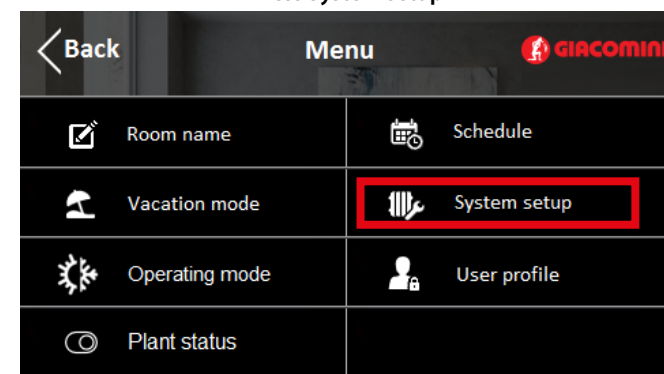 Back
Menu
GIACOMINI
Room name
Schedule
Vacation mode
System setup
Operating mode
User profile
Plant status